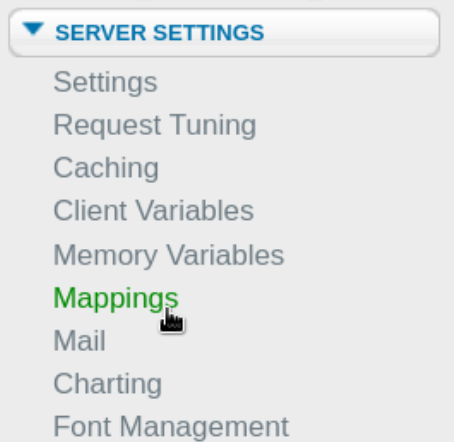 SERVER SETTINGS
Settings
Request Tuning
Caching
Client Variables
Memory Variables
Mappings
Mail
Charting
Font Management